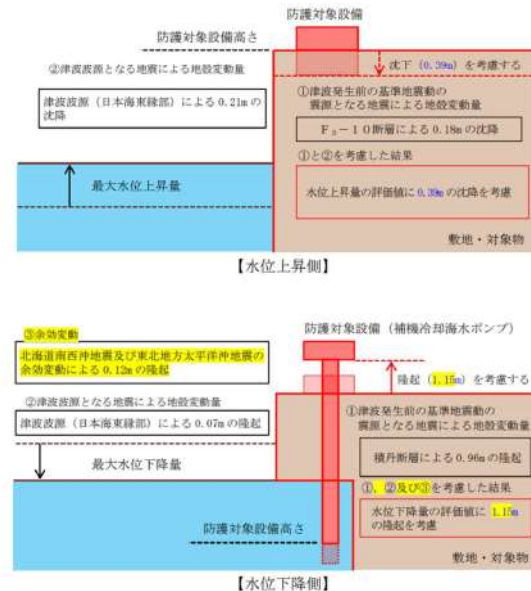 防護対象設備
防護対象設備高さ
沈下（0.39m）を考慮する
②津波波源となる地震による地殻変動量
津波波源（日本海東縁部）による0.21mの
沈降
①津波発生前の基準地震動の
震源となる地震による地殻変動量
Fs－10断層による0.18mの沈降
①と②を考慮した結果
水位上昇量の評価値に0.39mの沈降を考慮
最大水位上昇量
敷地・対象物
【水位上昇側】
③余効変動
北海道南西沖地震及び東北地方太平洋沖地震の
余効変動による0.12mの隆起
防護対象設備（補機冷却海水ポンプ）
隆起（1.15m）を考慮する
②津波波源となる地震による地殻変動量
津波波源（日本海東縁部）による0.07mの隆起
①津波発生前の基準地震動の
震源となる地震による地殻変動量
積丹断層による0.96mの隆起
最大水位下降量
①、②及び③を考慮した結果
水位下降量の評価値に1.15m
の隆起を考慮
防護対象設備高さ
敷地・対象物
【水位下降側】